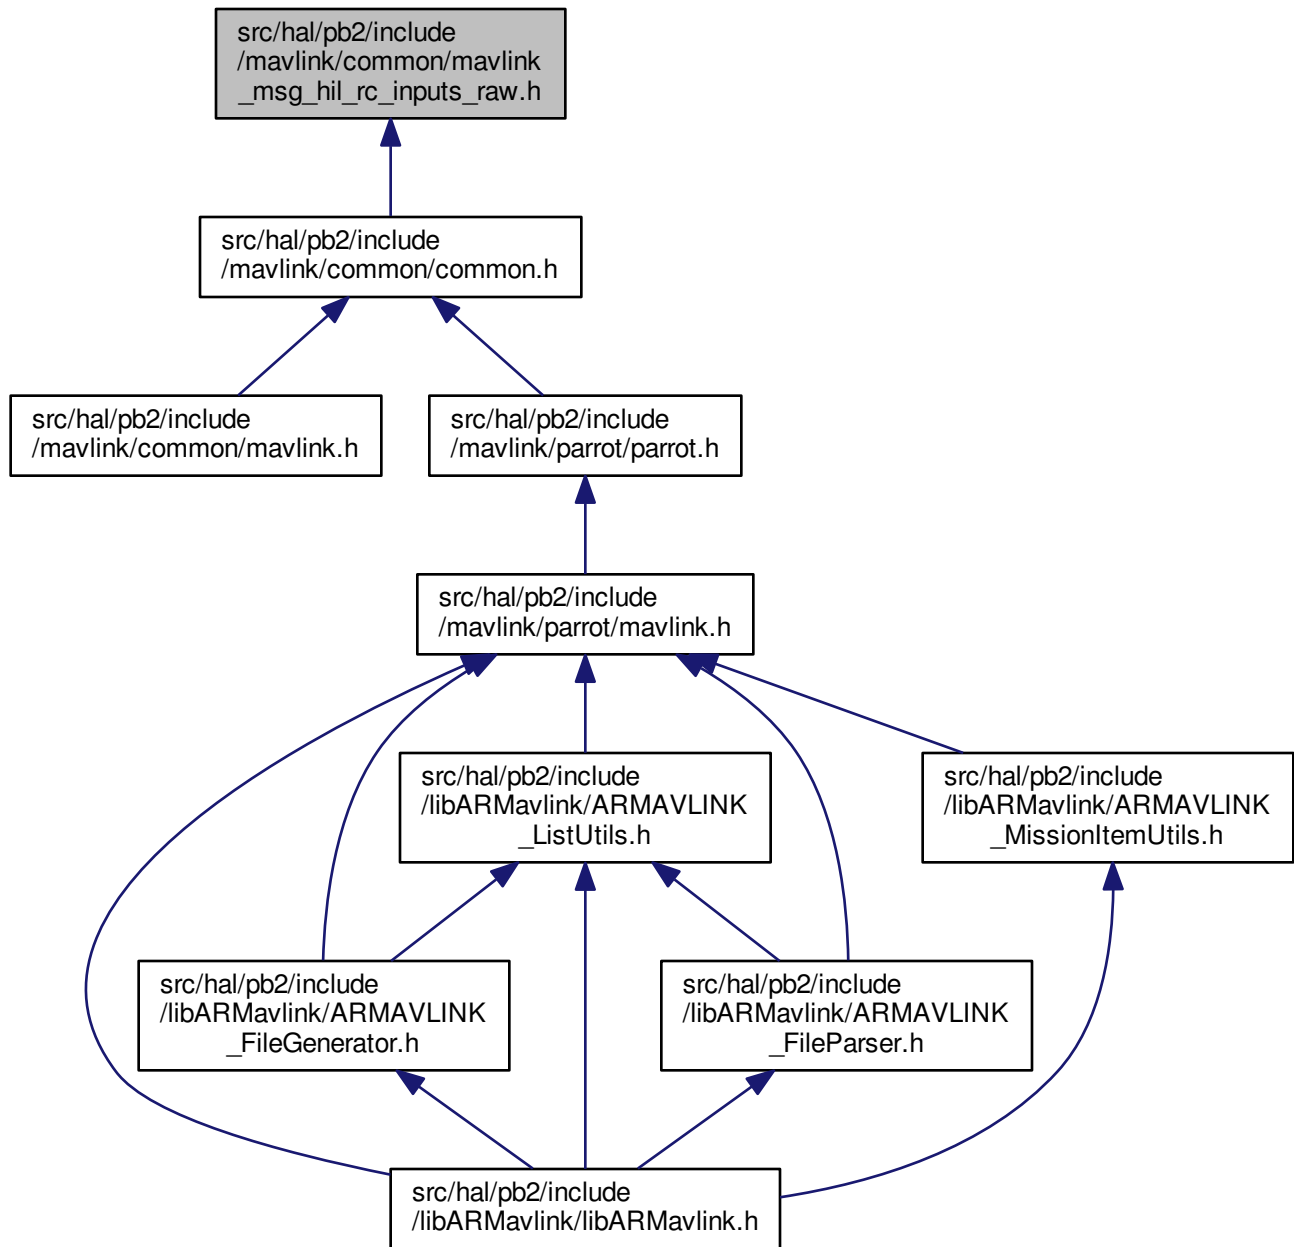 src/hal/pb2/include
/mavlink/common/mavlink
_msg_hil_rc_inputs_raw.h
src/hal/pb2/include
/mavlink/common/common.h
src/hal/pb2/include
/mavlink/common/mavlink.h
src/hal/pb2/include
/mavlink/parrot/parrot.h
src/hal/pb2/include
/mavlink/parrot/mavlink.h
src/hal/pb2/include
/libARMavlink/ARMAVLINK
_ListUtils.h
src/hal/pb2/include
/libARMavlink/ARMAVLINK
_MissionItemUtils.h
src/hal/pb2/include
/libARMavlink/ARMAVLINK
_FileGenerator.h
src/hal/pb2/include
/libARMavlink/ARMAVLINK
_FileParser.h
src/hal/pb2/include
/libARMavlink/libARMavlink.h